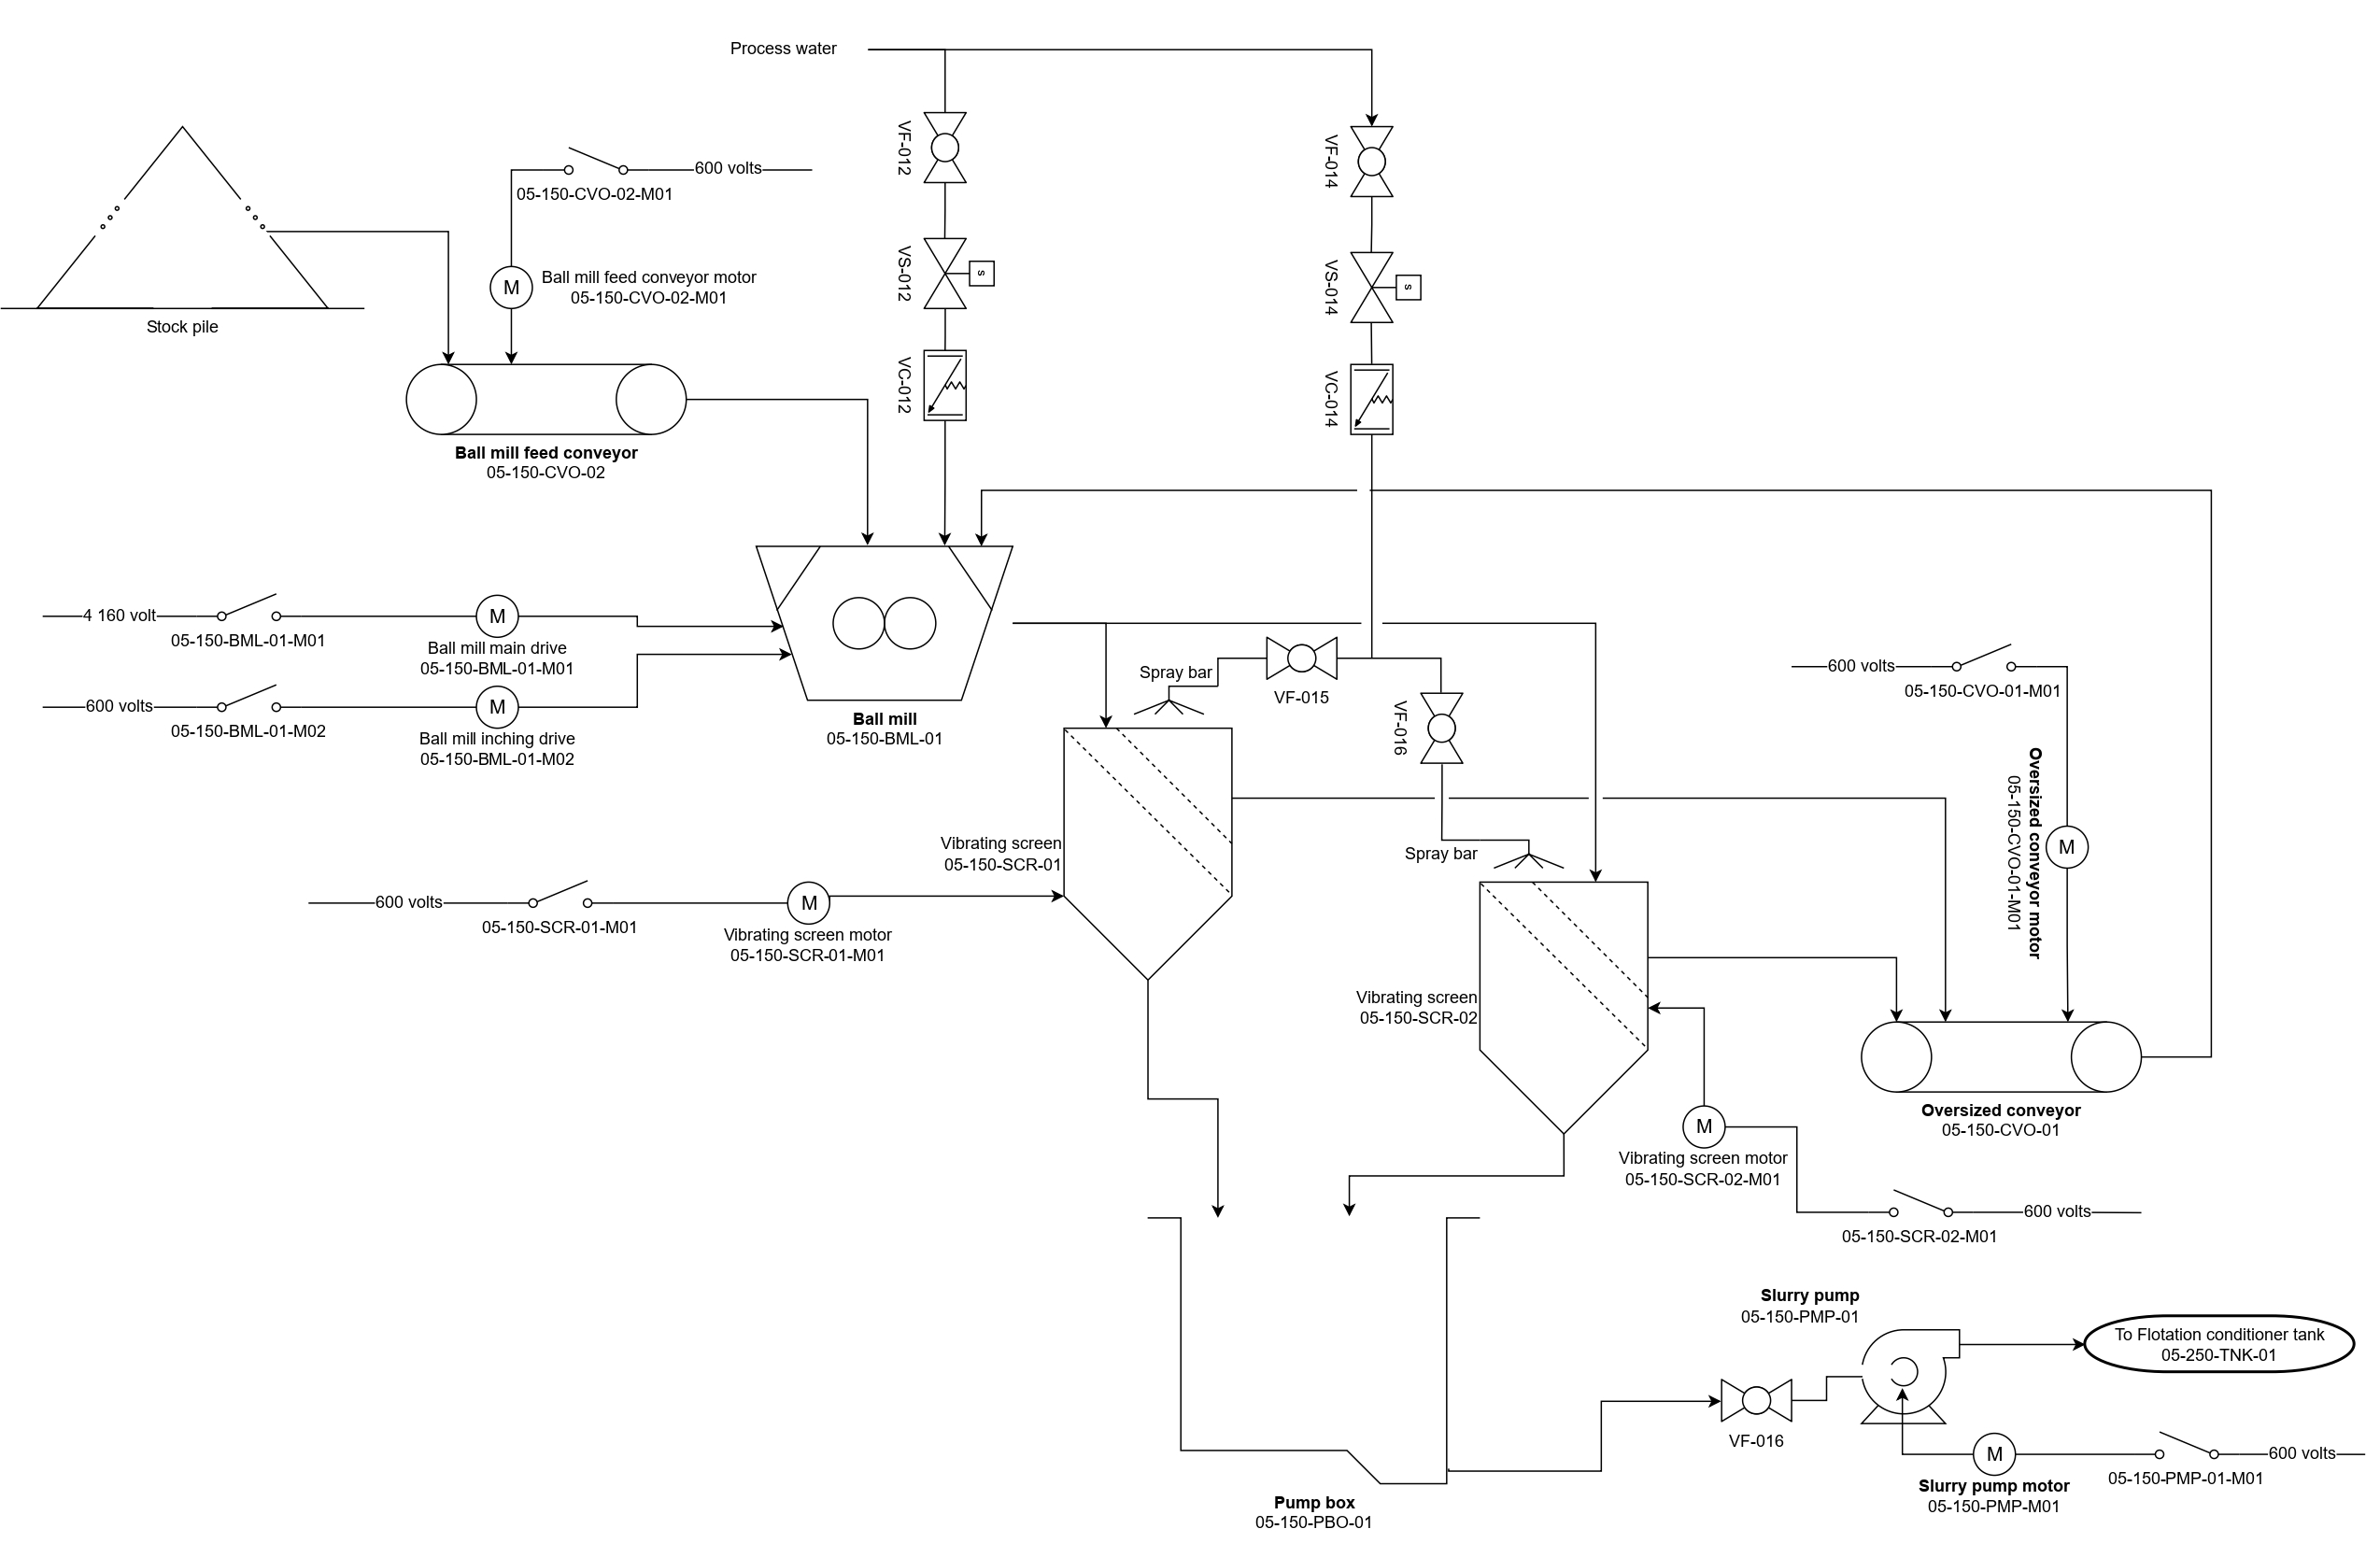 Process water
VF-012
VF-014
600 volts
05-150-CVO-02-M01
VS-012
s
VS-014
s
M
Ball mill feed conveyor motor
05-150-CVO-02-M01
Stock pile
VC-012
VC-014
Ball mill feed conveyor
05-150-CVO-02
4 160 volt
05-150-BML-01-M01
M
Ball mill main drive
05-150-BML-01-M01
600 volts
05-150-BML-01-M02
M
Ball mill inching drive
05-150-BML-01-M02
Ball mill
05-150-BML-01
Spray bar
VF-015
VF-016
600 volts
05-150-CVO-01-M01
Oversized conveyor motor
05-150-CVO-01-M01
M
Vibrating screen
05-150-SCR-01
Spray bar
600 volts
05-150-SCR-01-M01
M
Vibrating screen motor
05-150-SCR-01-M01
Vibrating screen
05-150-SCR-02
Oversized conveyor
05-150-CVO-01
M
Vibrating screen motor
05-150-SCR-02-M01
600 volts
05-150-SCR-02-M01
Slurry pump
05-150-PMP-01
To Flotation conditioner tank
05-250-TNK-01
VF-016
M
Slurry pump motor
05-150-PMP-M01
600 volts
05-150-PMP-01-M01
Pump box
05-150-PBO-01